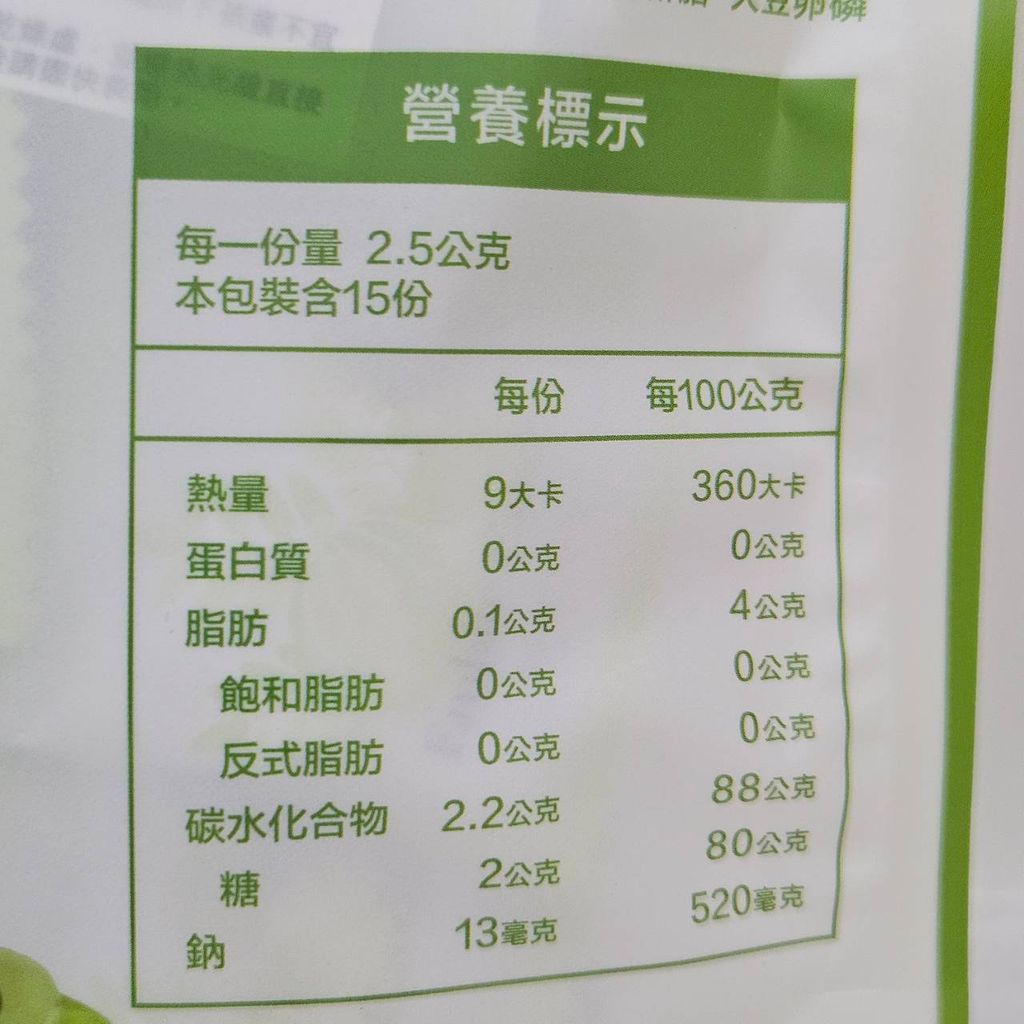 大豆卵磷
營養標示
每一份量 2.5公克
本包裝含15份
每份 每100公克
熱量 9大卡 360大卡
蛋白質 0公克 0公克
脂肪 0.1公克 4公克
飽和脂肪 0公克 0公克
反式脂肪 0公克 0公克
碳水化合物 2.2公克 88公克
糖 2公克 80公克
鈉 13毫克 520毫克